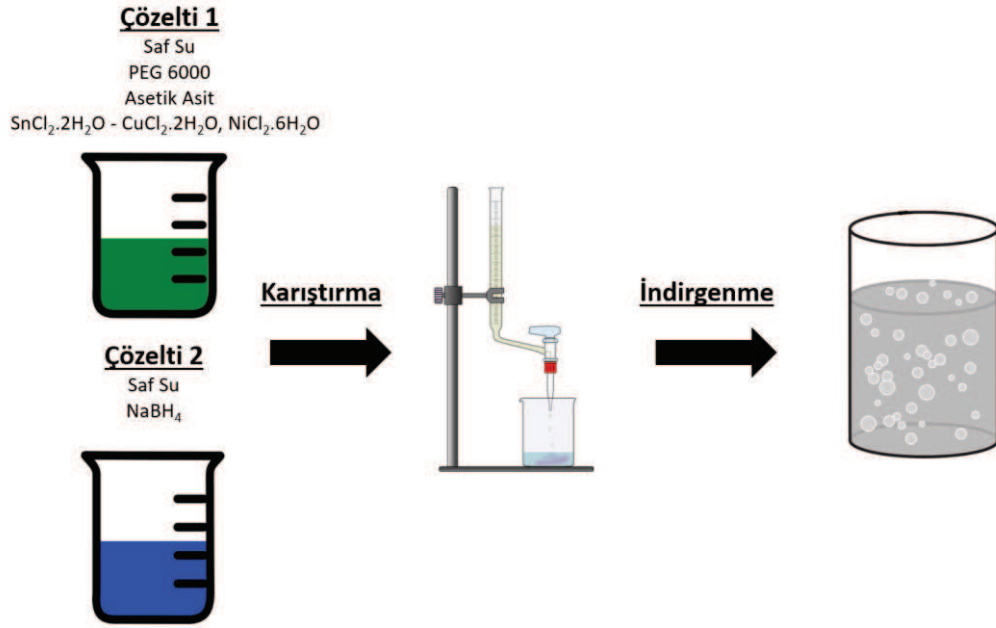 Çözelti 1
Saf Su
PEG 6000
Asetik Asit
SnCl₂.2H₂O - CuCl₂.2H₂O, NiCl₂.6H₂O
Çözelti 2
Saf Su
NaBH₄
Karıştırma
İndirgenme